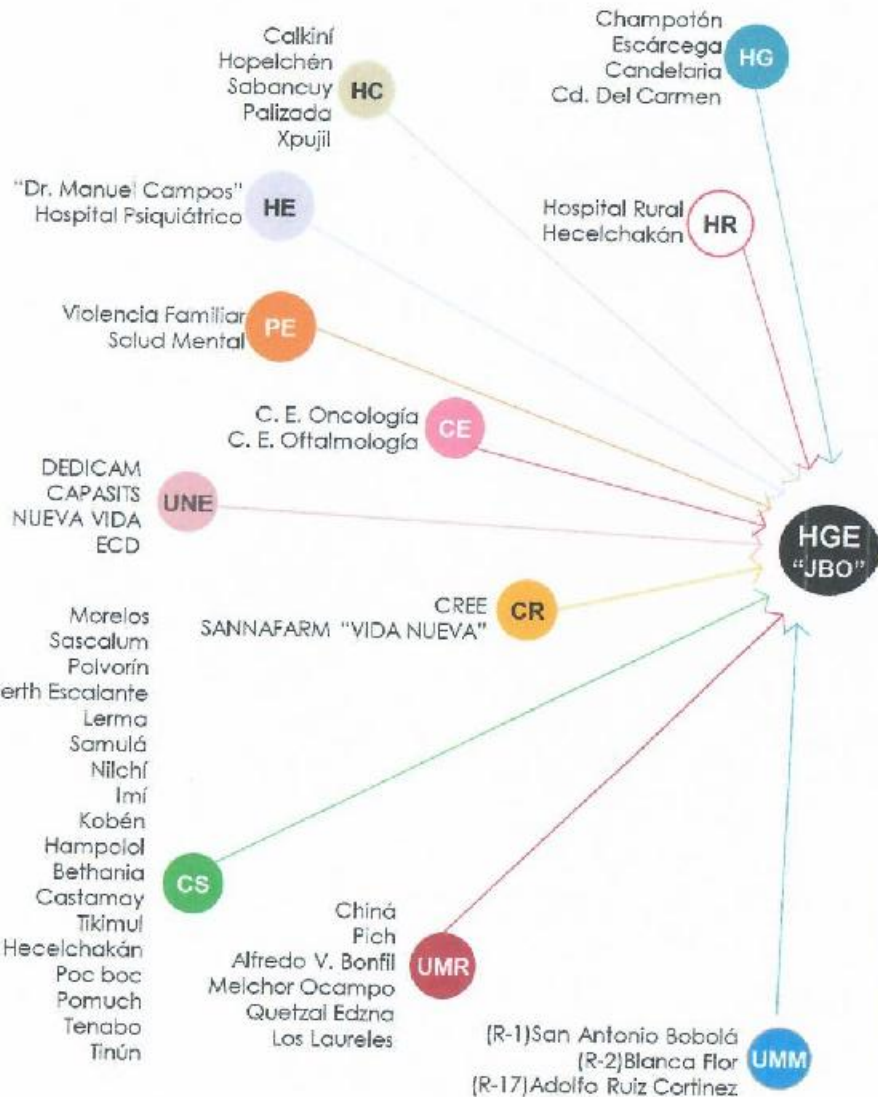 Calkiní
Hopelchén
Sabancuy
Palizada
Xpujil
HC
Champotón
Escárcega
Candelaria
Cd. Del Carmen
HG
"Dr. Manuel Campos"
Hospital Psiquiátrico
HE
Hospital Rural
Hecelchakán
HR
Violencia Familiar
Salud Mental
PE
C. E. Oncología
C. E. Oftalmología
CE
DEDICAM
CAPASITS
NUEVA VIDA
ECD
UNE
HGE
"JBO"
CREE
SANNAFARM "VIDA NUEVA"
CR
Morelos
Sascalum
Polvorín
erth Escalante
Lerma
Samulá
Nilchí
Imí
Kobén
Hampolol
Bethania
Castamay
Tikimul
Hecelchakán
Poc boc
Pomuch
Tenabo
Tinún
CS
Chiná
Pich
Alfredo V. Bonfil
Melchor Ocampo
Quetzal Edzna
Los Laureles
UMR
(R-1)San Antonio Bobolá
(R-2)Blanca Flor
(R-17)Adolfo Ruiz Cortinez
UMM